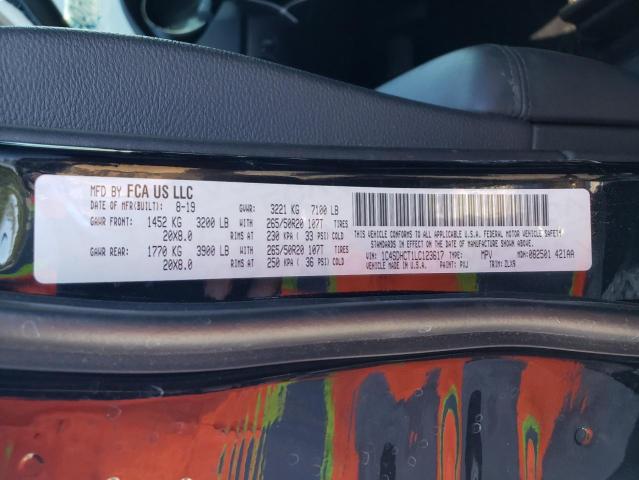 MFD BY FCA US LLC
DATE OF MFR(BUILT): 8-19 GVWR: 3221 KG 7100 LB
GAWR FRONT: 1452 KG 3200 LB WITH 265/50R20 107T TIRES
20X8.0 RIMS AT 230 KPA ( 33 PSI) COLD
GAWR REAR: 1770 KG 3900 LB WITH 265/50R20 107T TIRES
20X8.0 RIMS AT 250 KPA ( 36 PSI) COLD
THIS VEHICLE CONFORMS TO ALL APPLICABLE U.S.A. FEDERAL MOTOR VEHICLE SAFETY
STANDARDS IN EFFECT ON THE DATE OF MANUFACTURE SHOWN ABOVE.
VIN: 1C4SDHCT1LC123617 TYPE: MPV MDH: 082501 421AA
VEHICLE MADE IN U.S.A. PAINT: PXJ TRIM: ZLX9